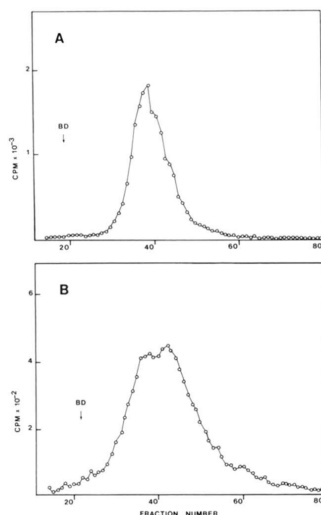 A
2
BD
↓
1
CPM × 10⁻³
20 40 60 80
B
6
4
BD
↓
2
CPM × 10⁻²
20 40 60 80
FRACTION NUMBER